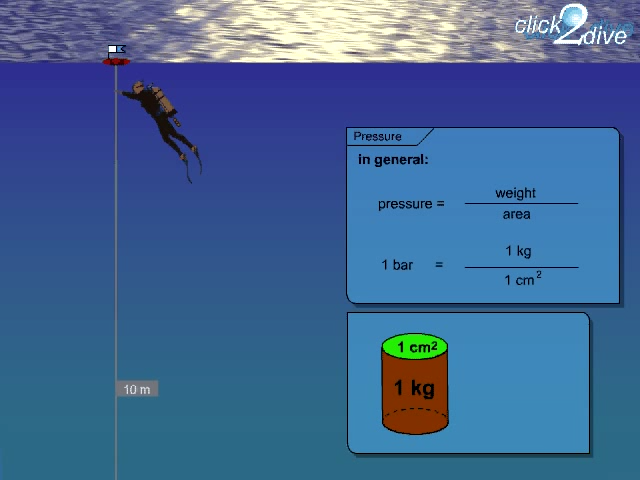 click2dive
Pressure
in general:
pressure = weight
area
1 bar = 1 kg
1 cm²
1 cm²
1 kg
10 m